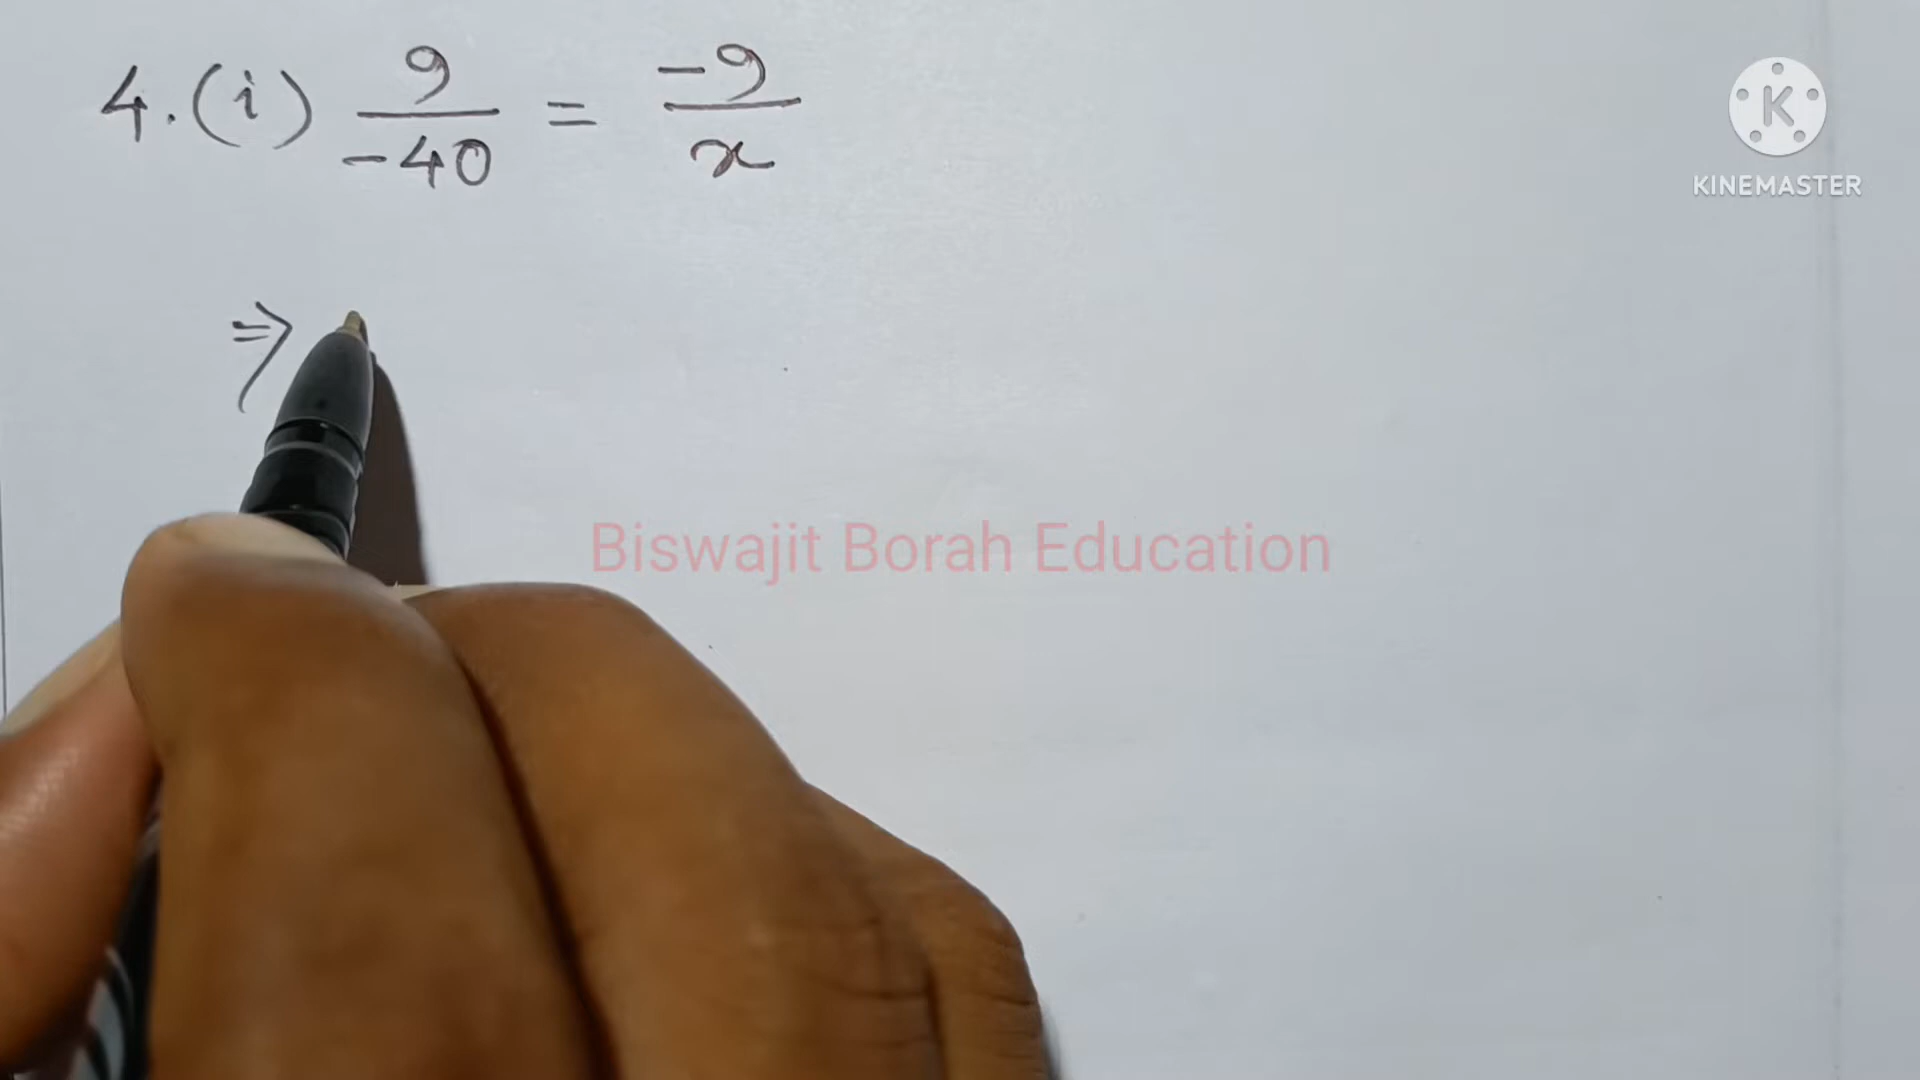 4. (i) 9/-40 = -9/x
K
KINEMASTER
⇒
Biswajit Borah Education